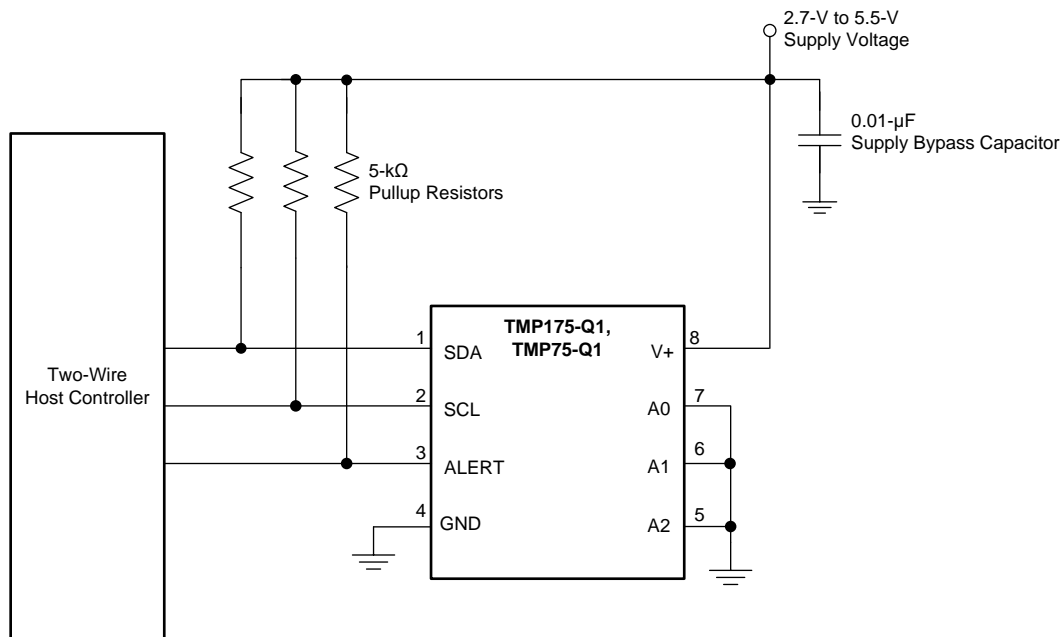 2.7-V to 5.5-V
Supply Voltage
0.01-µF
Supply Bypass Capacitor
5-kΩ
Pullup Resistors
Two-Wire
Host Controller
TMP175-Q1,
TMP75-Q1
1
SDA
V+
8
2
SCL
A0
7
3
ALERT
A1
6
4
GND
A2
5